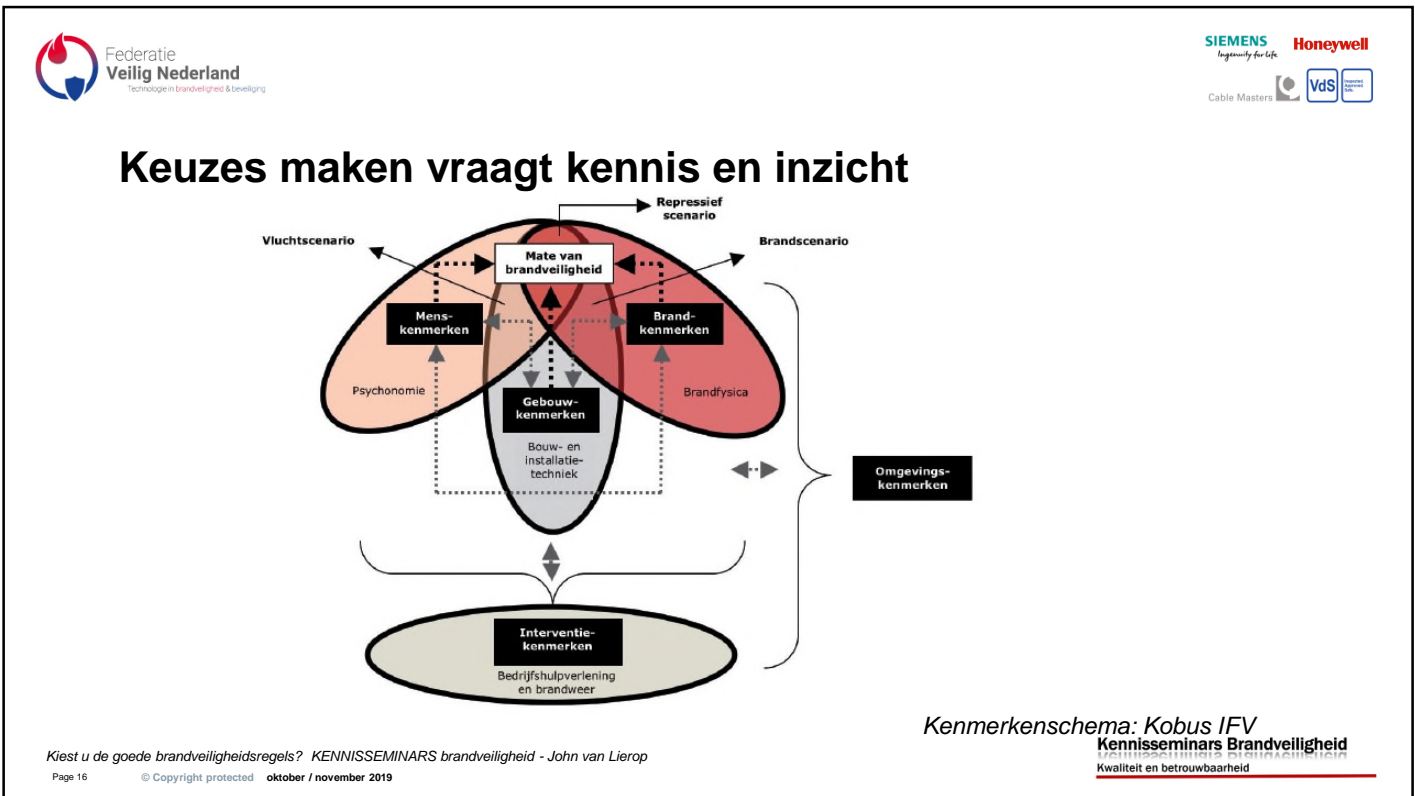 Federatie
Veilig Nederland
Technologie in brandveiligheid & beveiliging
SIEMENS
Ingenuity for life
Honeywell
Cable Masters
VdS
Keuzes maken vraagt kennis en inzicht
Repressief
scenario
Vluchtscenario
Brandscenario
Mate van
brandveiligheid
Mens-
kenmerken
Brand-
kenmerken
Psychonomie
Brandfysica
Gebouw-
kenmerken
Bouw- en
installatie-
techniek
Omgevings-
kenmerken
Interventie-
kenmerken
Bedrijfshulpverlening
en brandweer
Kenmerkenschema: Kobus IFV
Kiest u de goede brandveiligheidsregels? KENNISSEMINARS brandveiligheid - John van Lierop
Page 16 © Copyright protected oktober / november 2019
Kennisseminars Brandveiligheid
Kwaliteit en betrouwbaarheid